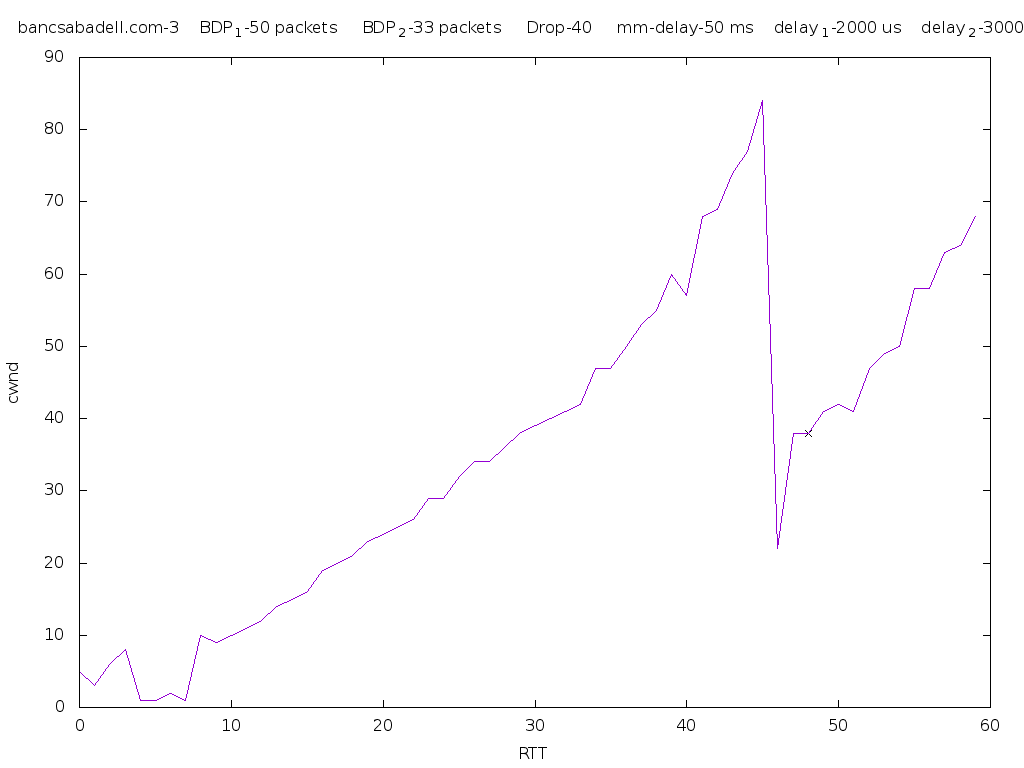 bancsabadell.com-3 BDP1-50 packets BDP2-33 packets Drop-40 mm-delay-50 ms delay1-2000 us delay2-3000
90
80
70
60
50
40
30
20
10
0
cwnd
0 10 20 30 40 50 60
RTT